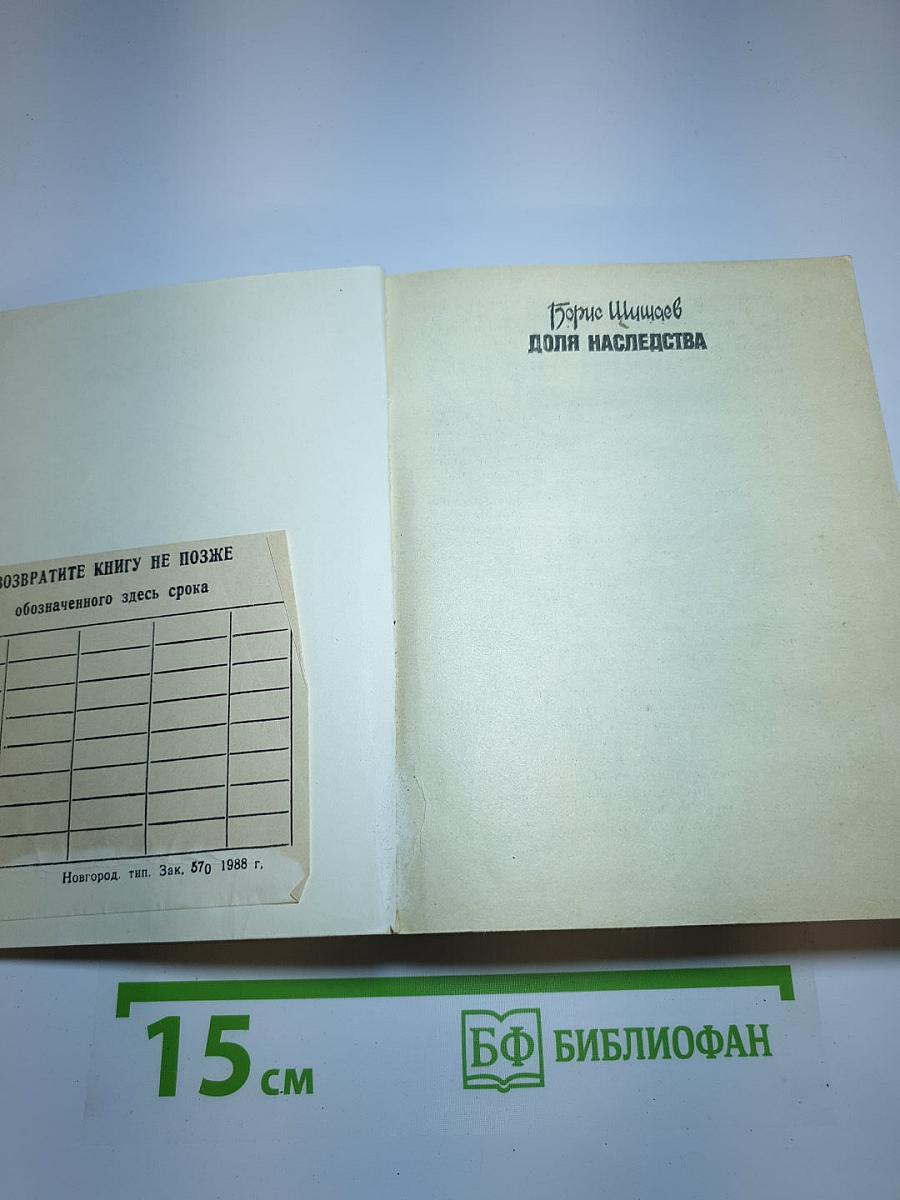 ВОЗВРАТИТЕ КНИГУ НЕ ПОЗЖЕ
обозначенного здесь срока
Новгород. тип. Зак. 570 1988 г.
Борис Шишаев
ДОЛЯ НАСЛЕДСТВА
15 см
БФ БИБЛИОФАН